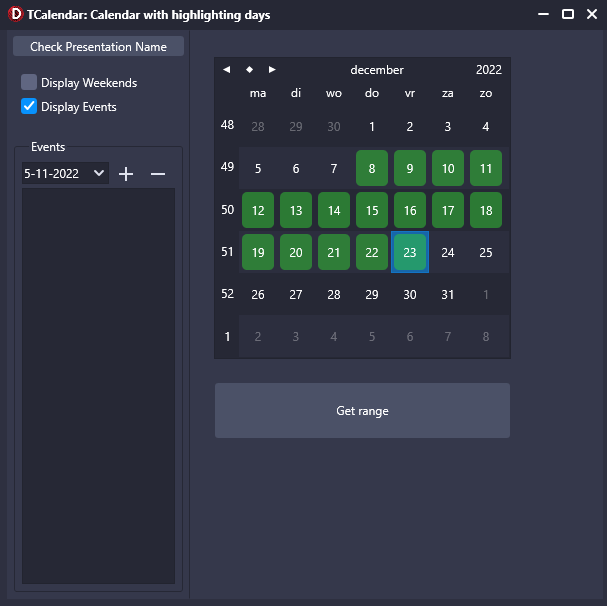 D TCalendar: Calendar with highlighting days
Check Presentation Name
Display Weekends
Display Events
Events
5-11-2022
december 2022
ma di wo do vr za zo
48 28 29 30 1 2 3 4
49 5 6 7 8 9 10 11
50 12 13 14 15 16 17 18
51 19 20 21 22 23 24 25
52 26 27 28 29 30 31 1
1 2 3 4 5 6 7 8
Get range